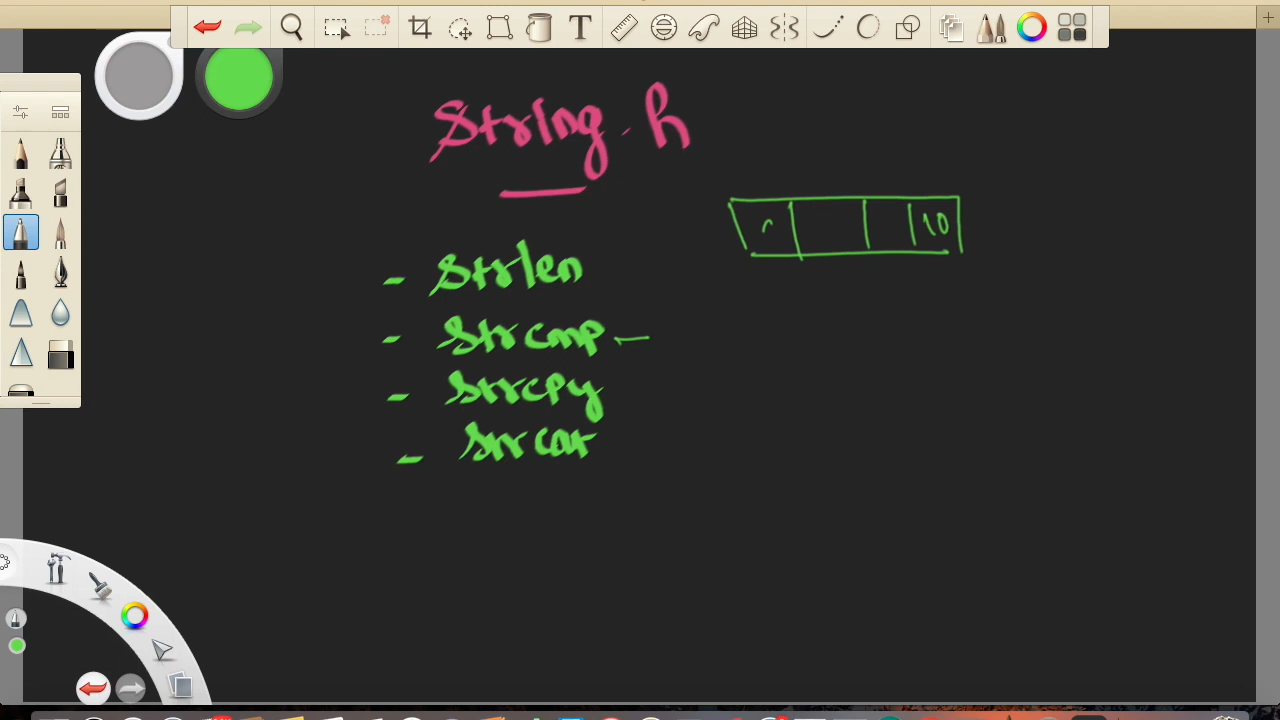 String.h
- Strlen
- Strcmp -
- Strcpy
- Strcat
10